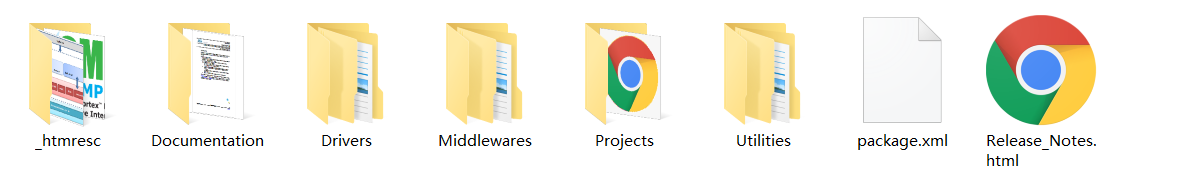 _htmresc
Documentation
Drivers
Middlewares
Projects
Utilities
package.xml
Release_Notes.
html